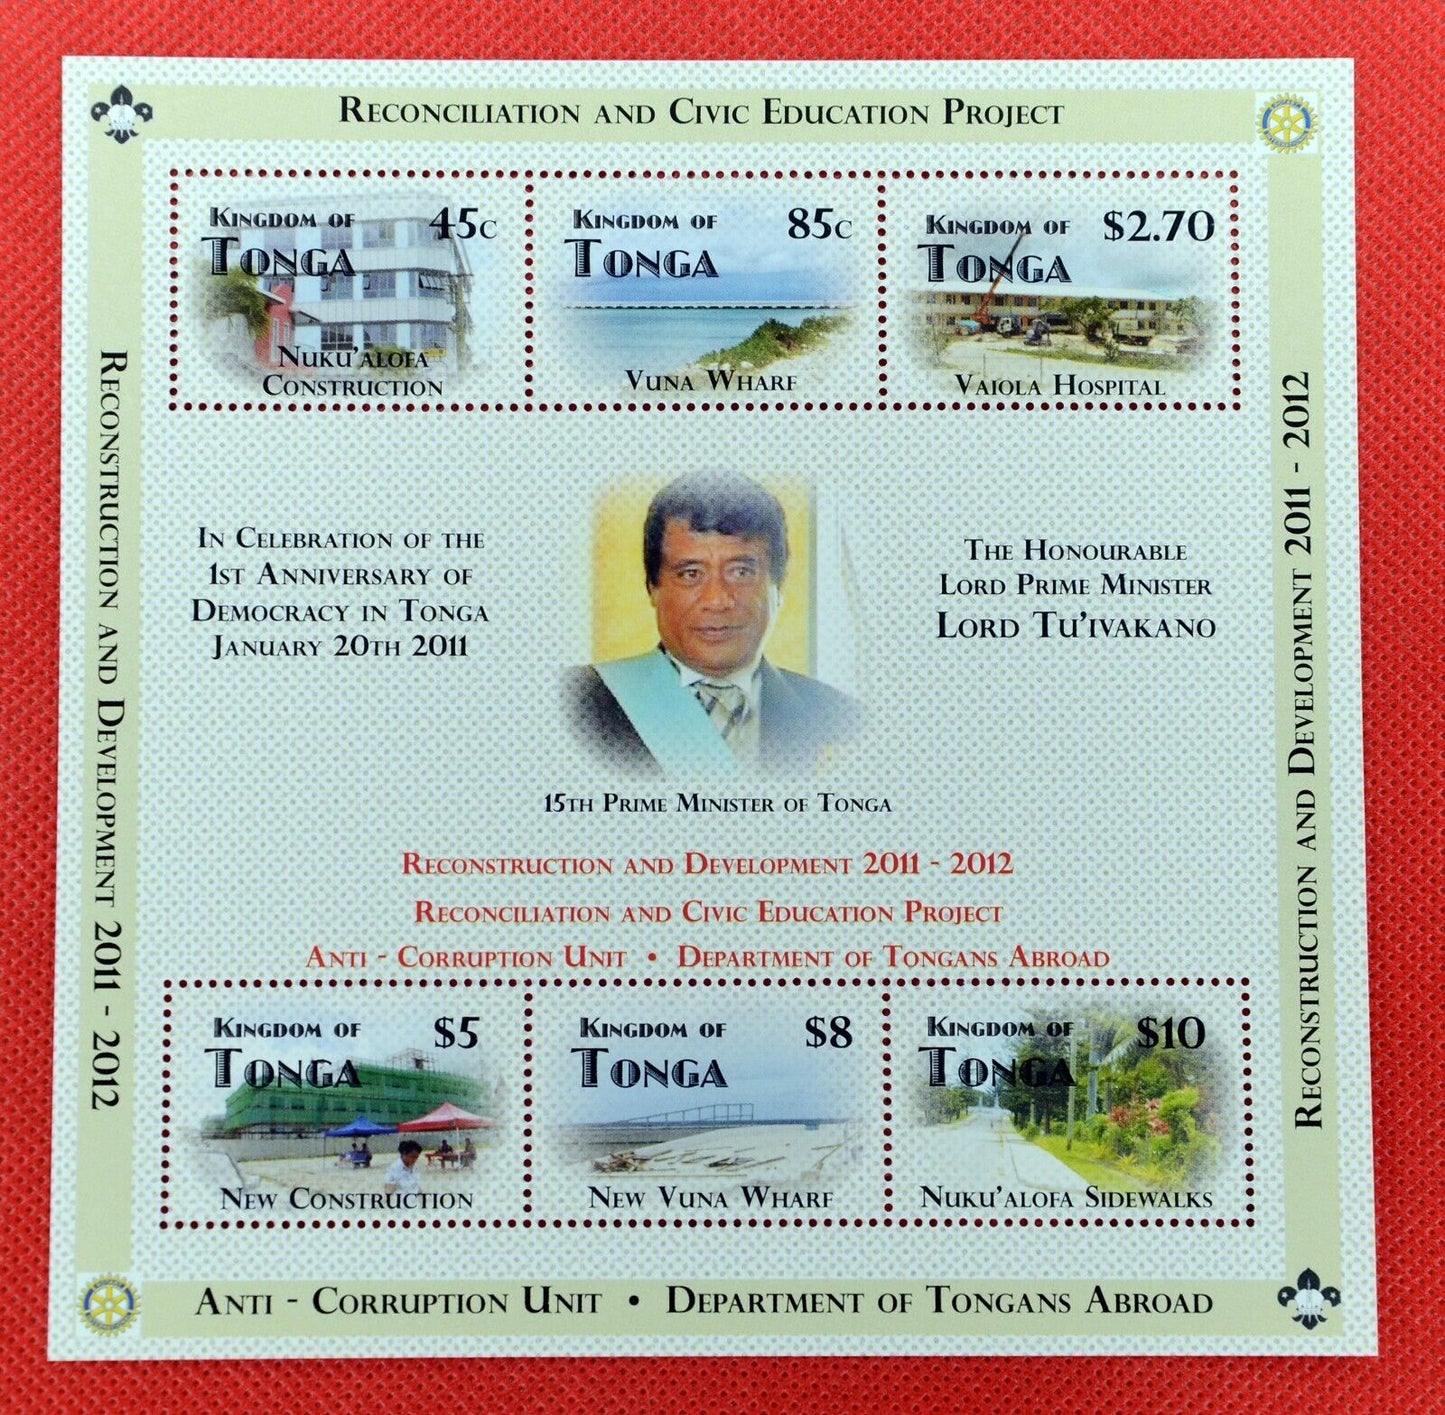 Reconciliation and Civic Education Project
Kingdom of
Tonga
45c
Nuku'alofa
Construction
Kingdom of
Tonga
85c
Vuna Wharf
Kingdom of
Tonga
$2.70
Vaiola Hospital
Reconstruction and Development 2011 - 2012
Reconstruction and Development 2011 - 2012
In Celebration of the
1st Anniversary of
Democracy in Tonga
January 20th 2011
The Honourable
Lord Prime Minister
Lord Tu'ivakano
15th Prime Minister of Tonga
Reconstruction and Development 2011 - 2012
Reconciliation and Civic Education Project
Anti - Corruption Unit • Department of Tongans Abroad
Kingdom of
Tonga
$5
New Construction
Kingdom of
Tonga
$8
New Vuna Wharf
Kingdom of
Tonga
$10
Nuku'alofa Sidewalks
Anti - Corruption Unit • Department of Tongans Abroad